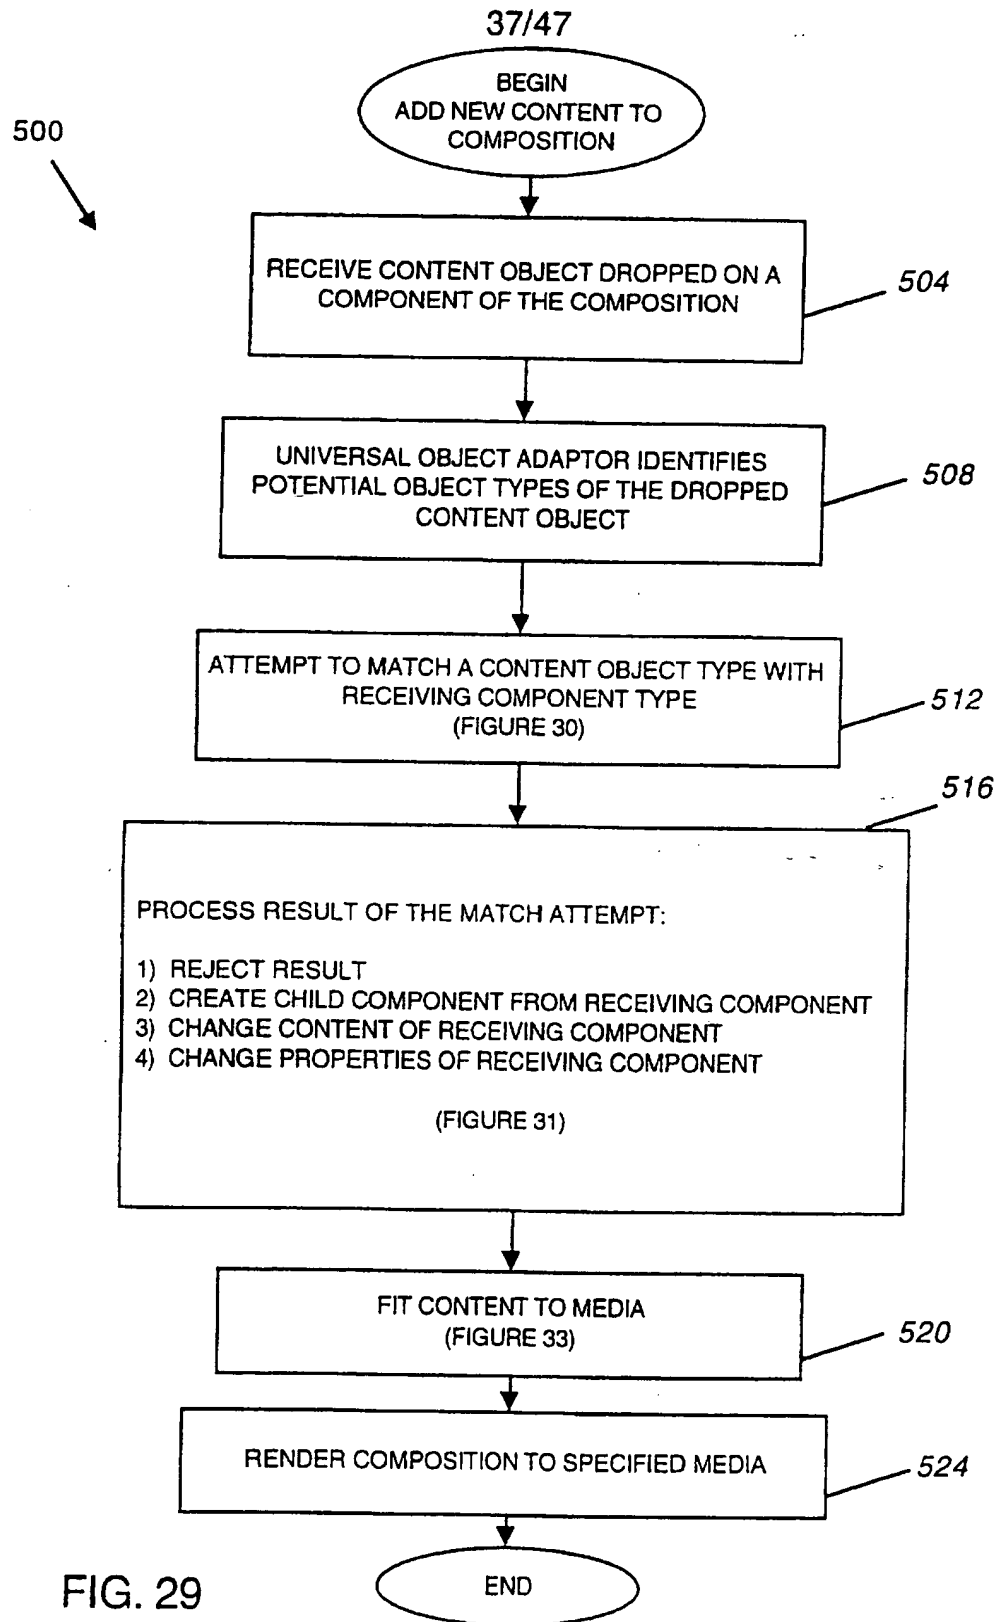 37/47
500
BEGIN
ADD NEW CONTENT TO
COMPOSITION
RECEIVE CONTENT OBJECT DROPPED ON A
COMPONENT OF THE COMPOSITION
504
UNIVERSAL OBJECT ADAPTOR IDENTIFIES
POTENTIAL OBJECT TYPES OF THE DROPPED
CONTENT OBJECT
508
ATTEMPT TO MATCH A CONTENT OBJECT TYPE WITH
RECEIVING COMPONENT TYPE
(FIGURE 30)
512
516
PROCESS RESULT OF THE MATCH ATTEMPT:
1) REJECT RESULT
2) CREATE CHILD COMPONENT FROM RECEIVING COMPONENT
3) CHANGE CONTENT OF RECEIVING COMPONENT
4) CHANGE PROPERTIES OF RECEIVING COMPONENT
(FIGURE 31)
FIT CONTENT TO MEDIA
(FIGURE 33)
520
RENDER COMPOSITION TO SPECIFIED MEDIA
524
END
FIG. 29